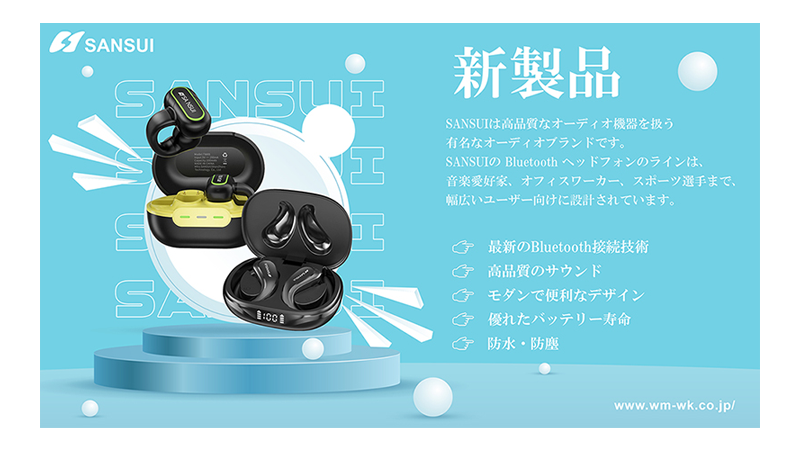 SANSUI
SANSUI
SANSUI
新製品
SANSUIは高品質なオーディオ機器を扱う
有名なオーディオブランドです。
SANSUIの Bluetooth ヘッドフォンのラインは、
音楽愛好家、オフィスワーカー、スポーツ選手まで、
幅広いユーザー向けに設計されています。
最新のBluetooth接続技術
高品質のサウンド
モダンで便利なデザイン
優れたバッテリー寿命
防水・防塵
:100
www.wm-wk.co.jp/